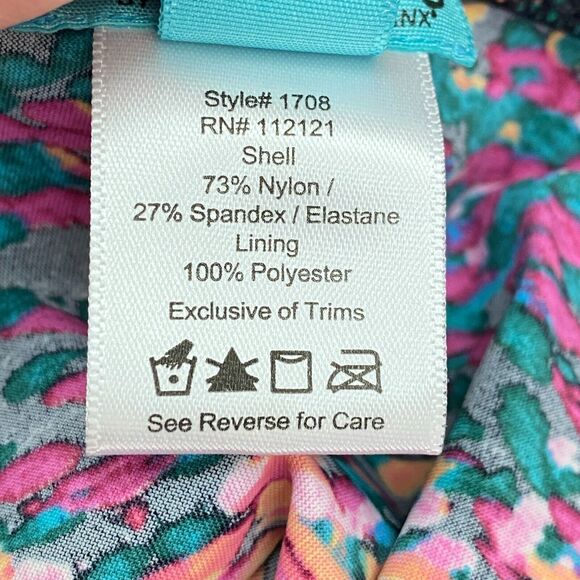 Style# 1708
RN# 112121
Shell
73% Nylon /
27% Spandex / Elastane
Lining
100% Polyester
Exclusive of Trims
See Reverse for Care